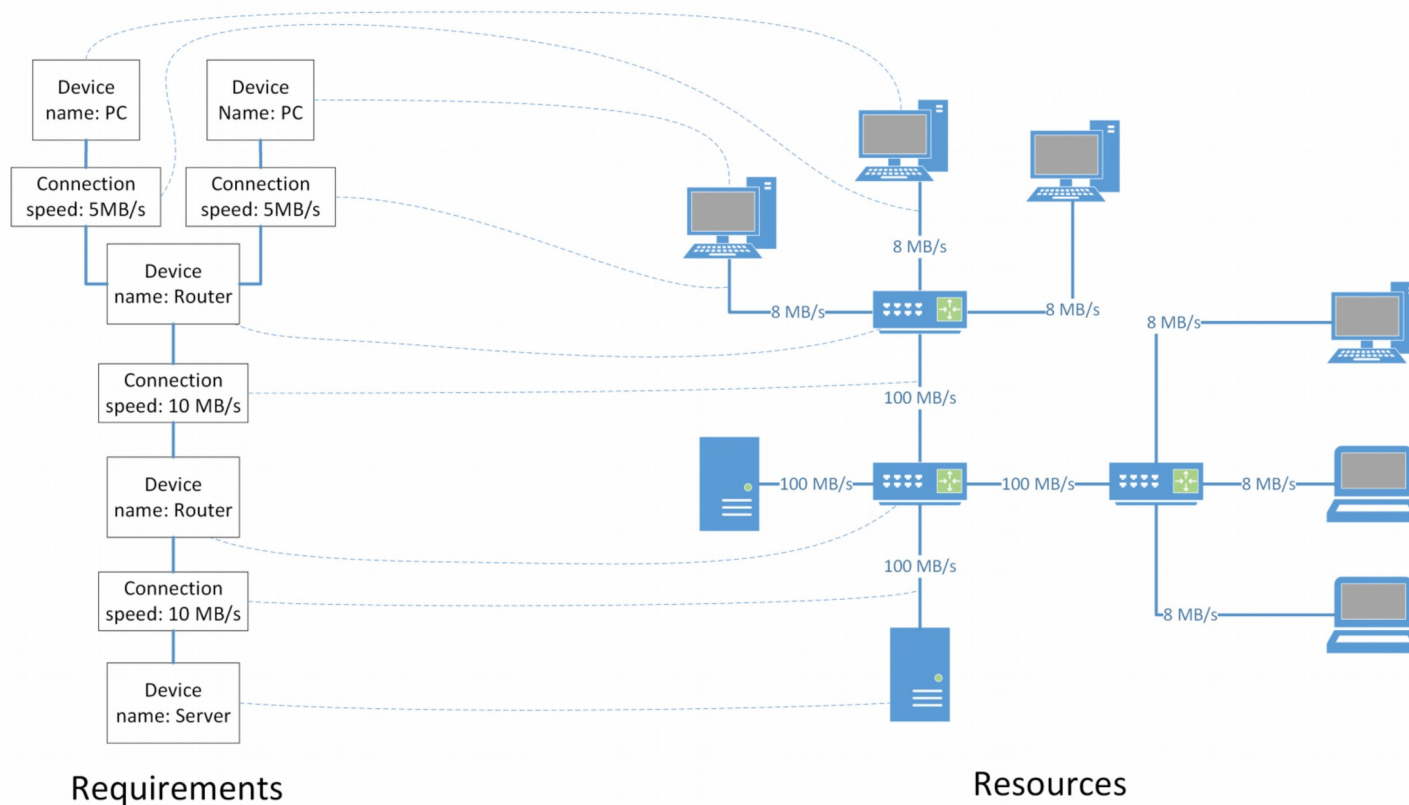 Device
name: PC
Device
Name: PC
Connection
speed: 5MB/s
Connection
speed: 5MB/s
Device
name: Router
Connection
speed: 10 MB/s
Device
name: Router
Connection
speed: 10 MB/s
Device
name: Server
Requirements
8 MB/s
8 MB/s
8 MB/s
8 MB/s
100 MB/s
100 MB/s
100 MB/s
8 MB/s
100 MB/s
8 MB/s
Resources